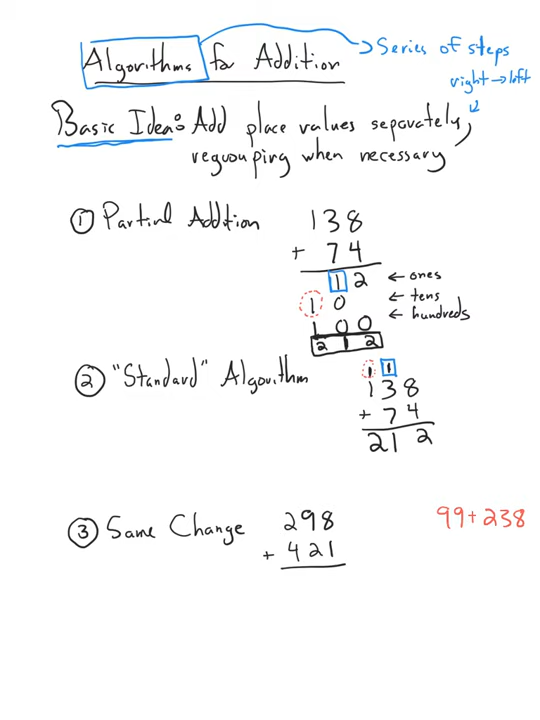 Algorithms for Addition → Series of steps
right → left
Basic Idea: Add place values separately,
regrouping when necessary
① Partial Addition
138
+ 74
12 ← ones
10 ← tens
100 ← hundreds
212
② "Standard" Algorithm
1 1
138
+ 74
212
③ Same Change
298
+ 421
99 + 238